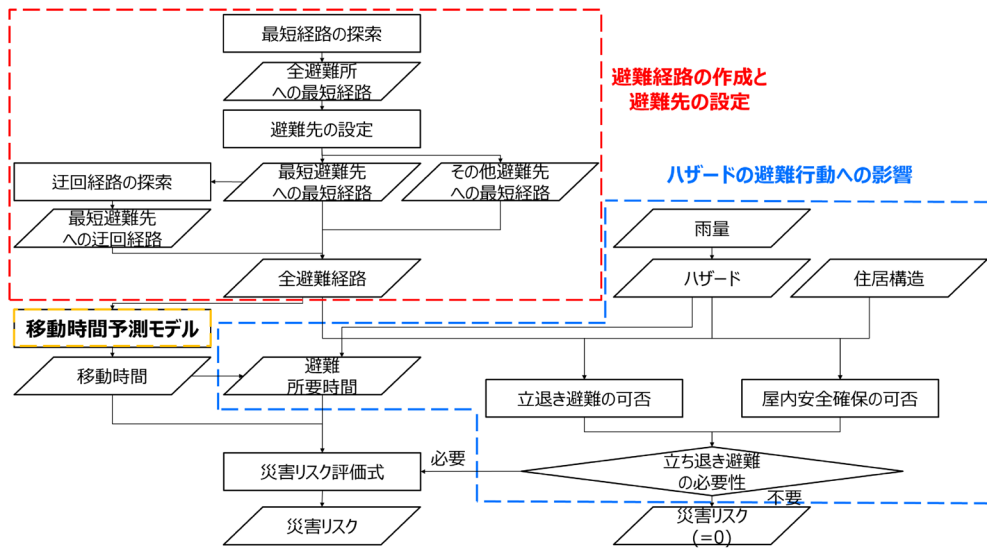 最短経路の探索
全避難所
への最短経路
避難経路の作成と
避難先の設定
避難先の設定
迂回経路の探索
最短避難先
への最短経路
その他避難先
への最短経路
ハザードの避難行動への影響
最短避難先
への迂回経路
雨量
全避難経路
ハザード
住居構造
移動時間予測モデル
移動時間
避難
所要時間
立退き避難の可否
屋内安全確保の可否
災害リスク評価式
必要
立ち退き避難
の必要性
不要
災害リスク
災害リスク
(=0)